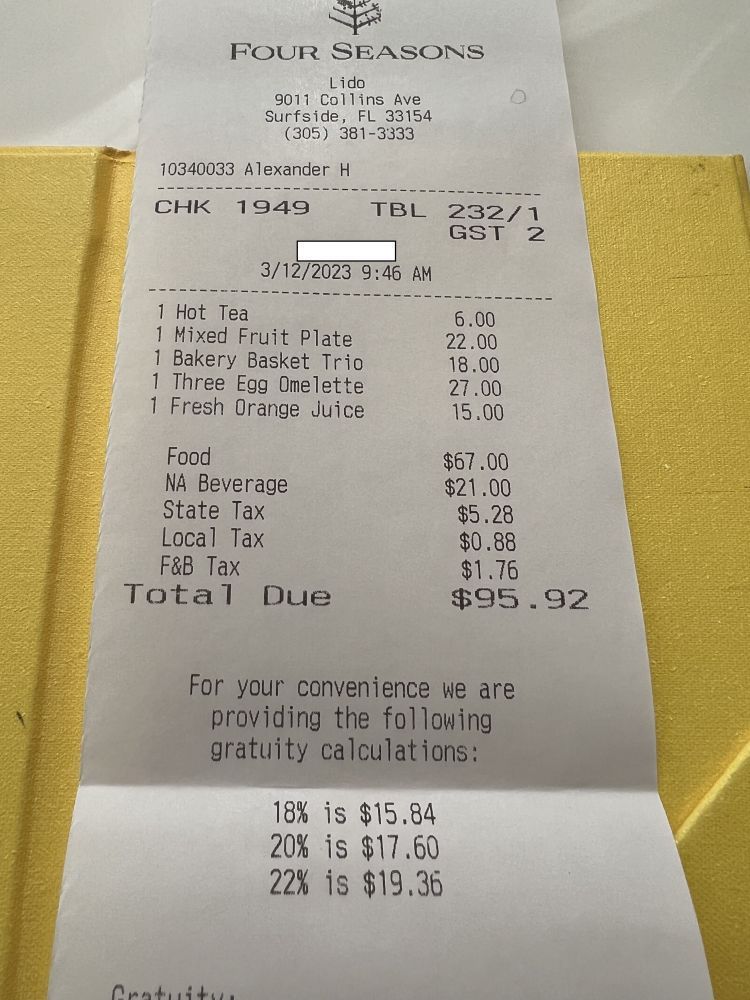 FOUR SEASONS
Lido
9011 Collins Ave
Surfside, FL 33154
(305) 381-3333
10340033 Alexander H
CHK 1949 TBL 232/1
GST 2
3/12/2023 9:46 AM
1 Hot Tea 6.00
1 Mixed Fruit Plate 22.00
1 Bakery Basket Trio 18.00
1 Three Egg Omelette 27.00
1 Fresh Orange Juice 15.00
Food $67.00
NA Beverage $21.00
State Tax $5.28
Local Tax $0.88
F&B Tax $1.76
Total Due $95.92
For your convenience we are
providing the following
gratuity calculations:
18% is $15.84
20% is $17.60
22% is $19.36
Gratuity: